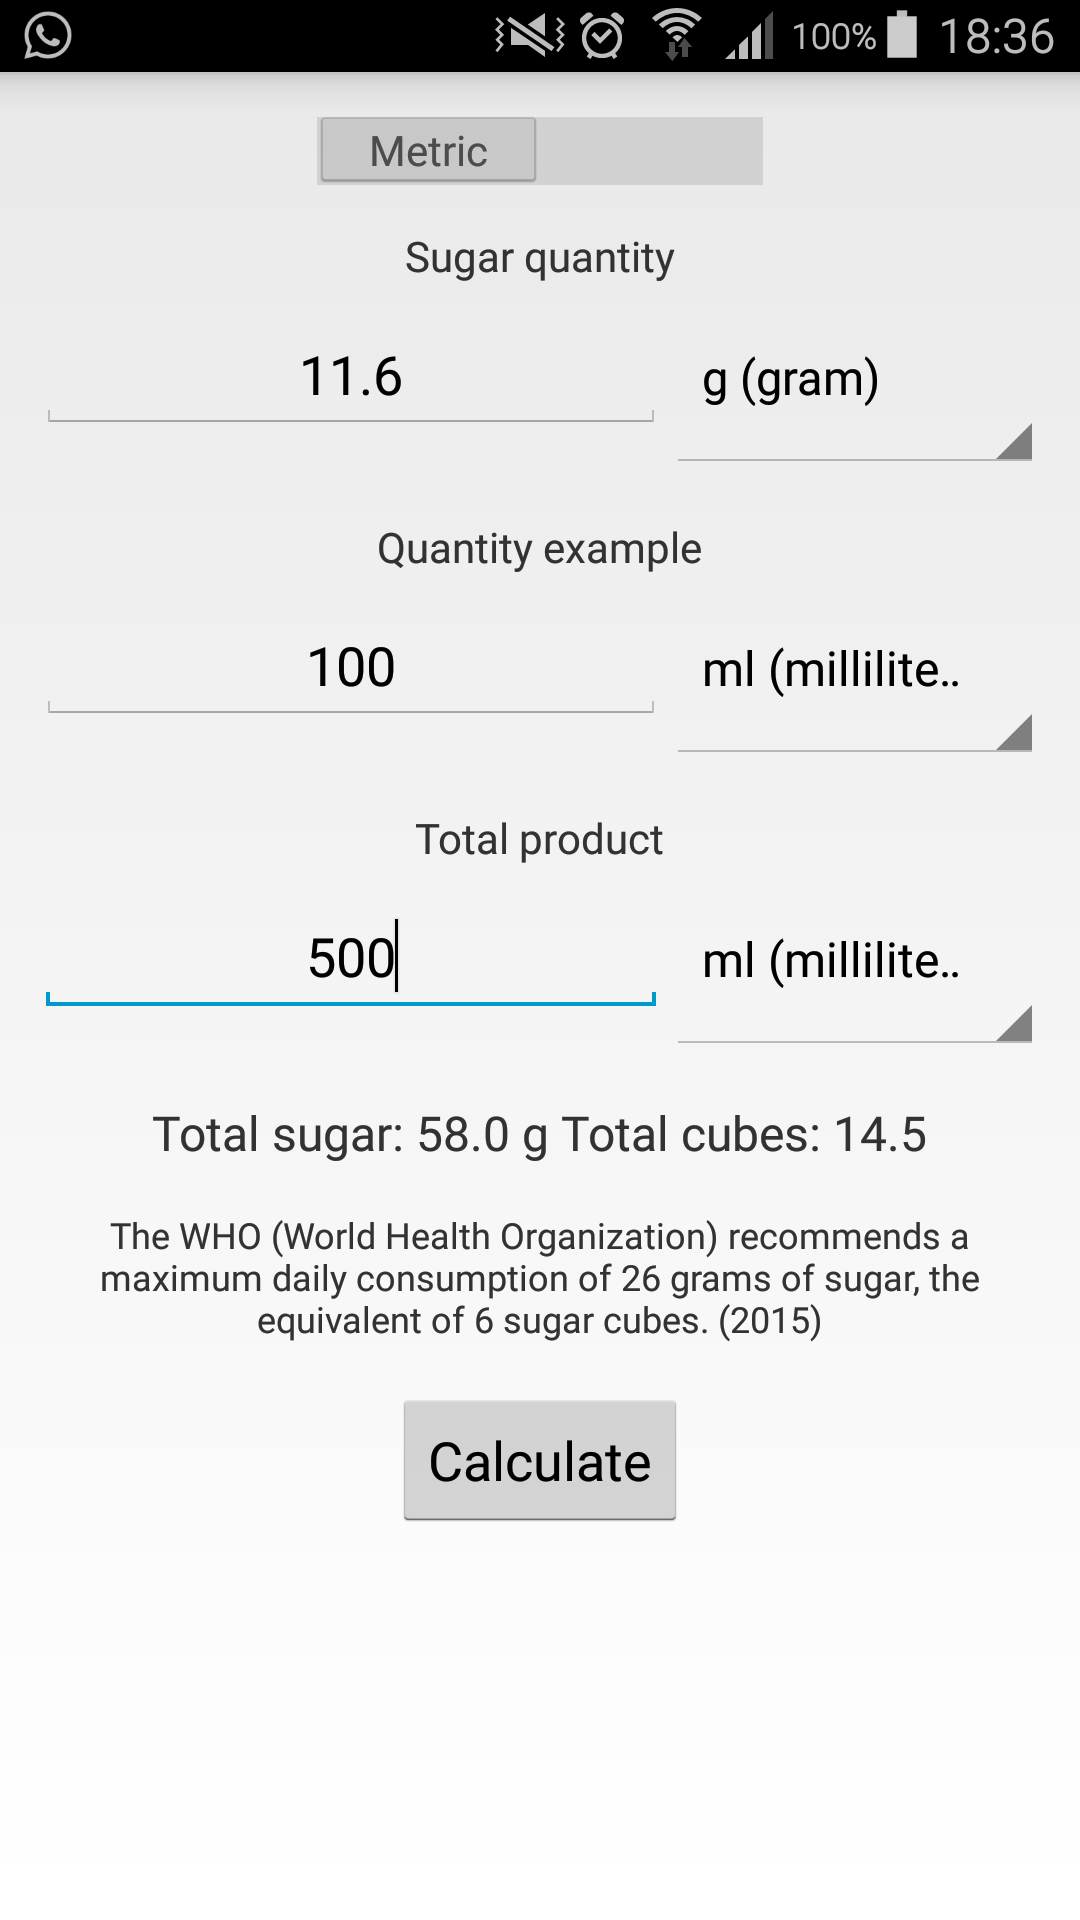 100% 18:36
Metric
Sugar quantity
11.6 g (gram)
Quantity example
100 ml (millilite..
Total product
500 ml (millilite..
Total sugar: 58.0 g Total cubes: 14.5
The WHO (World Health Organization) recommends a
maximum daily consumption of 26 grams of sugar, the
equivalent of 6 sugar cubes. (2015)
Calculate